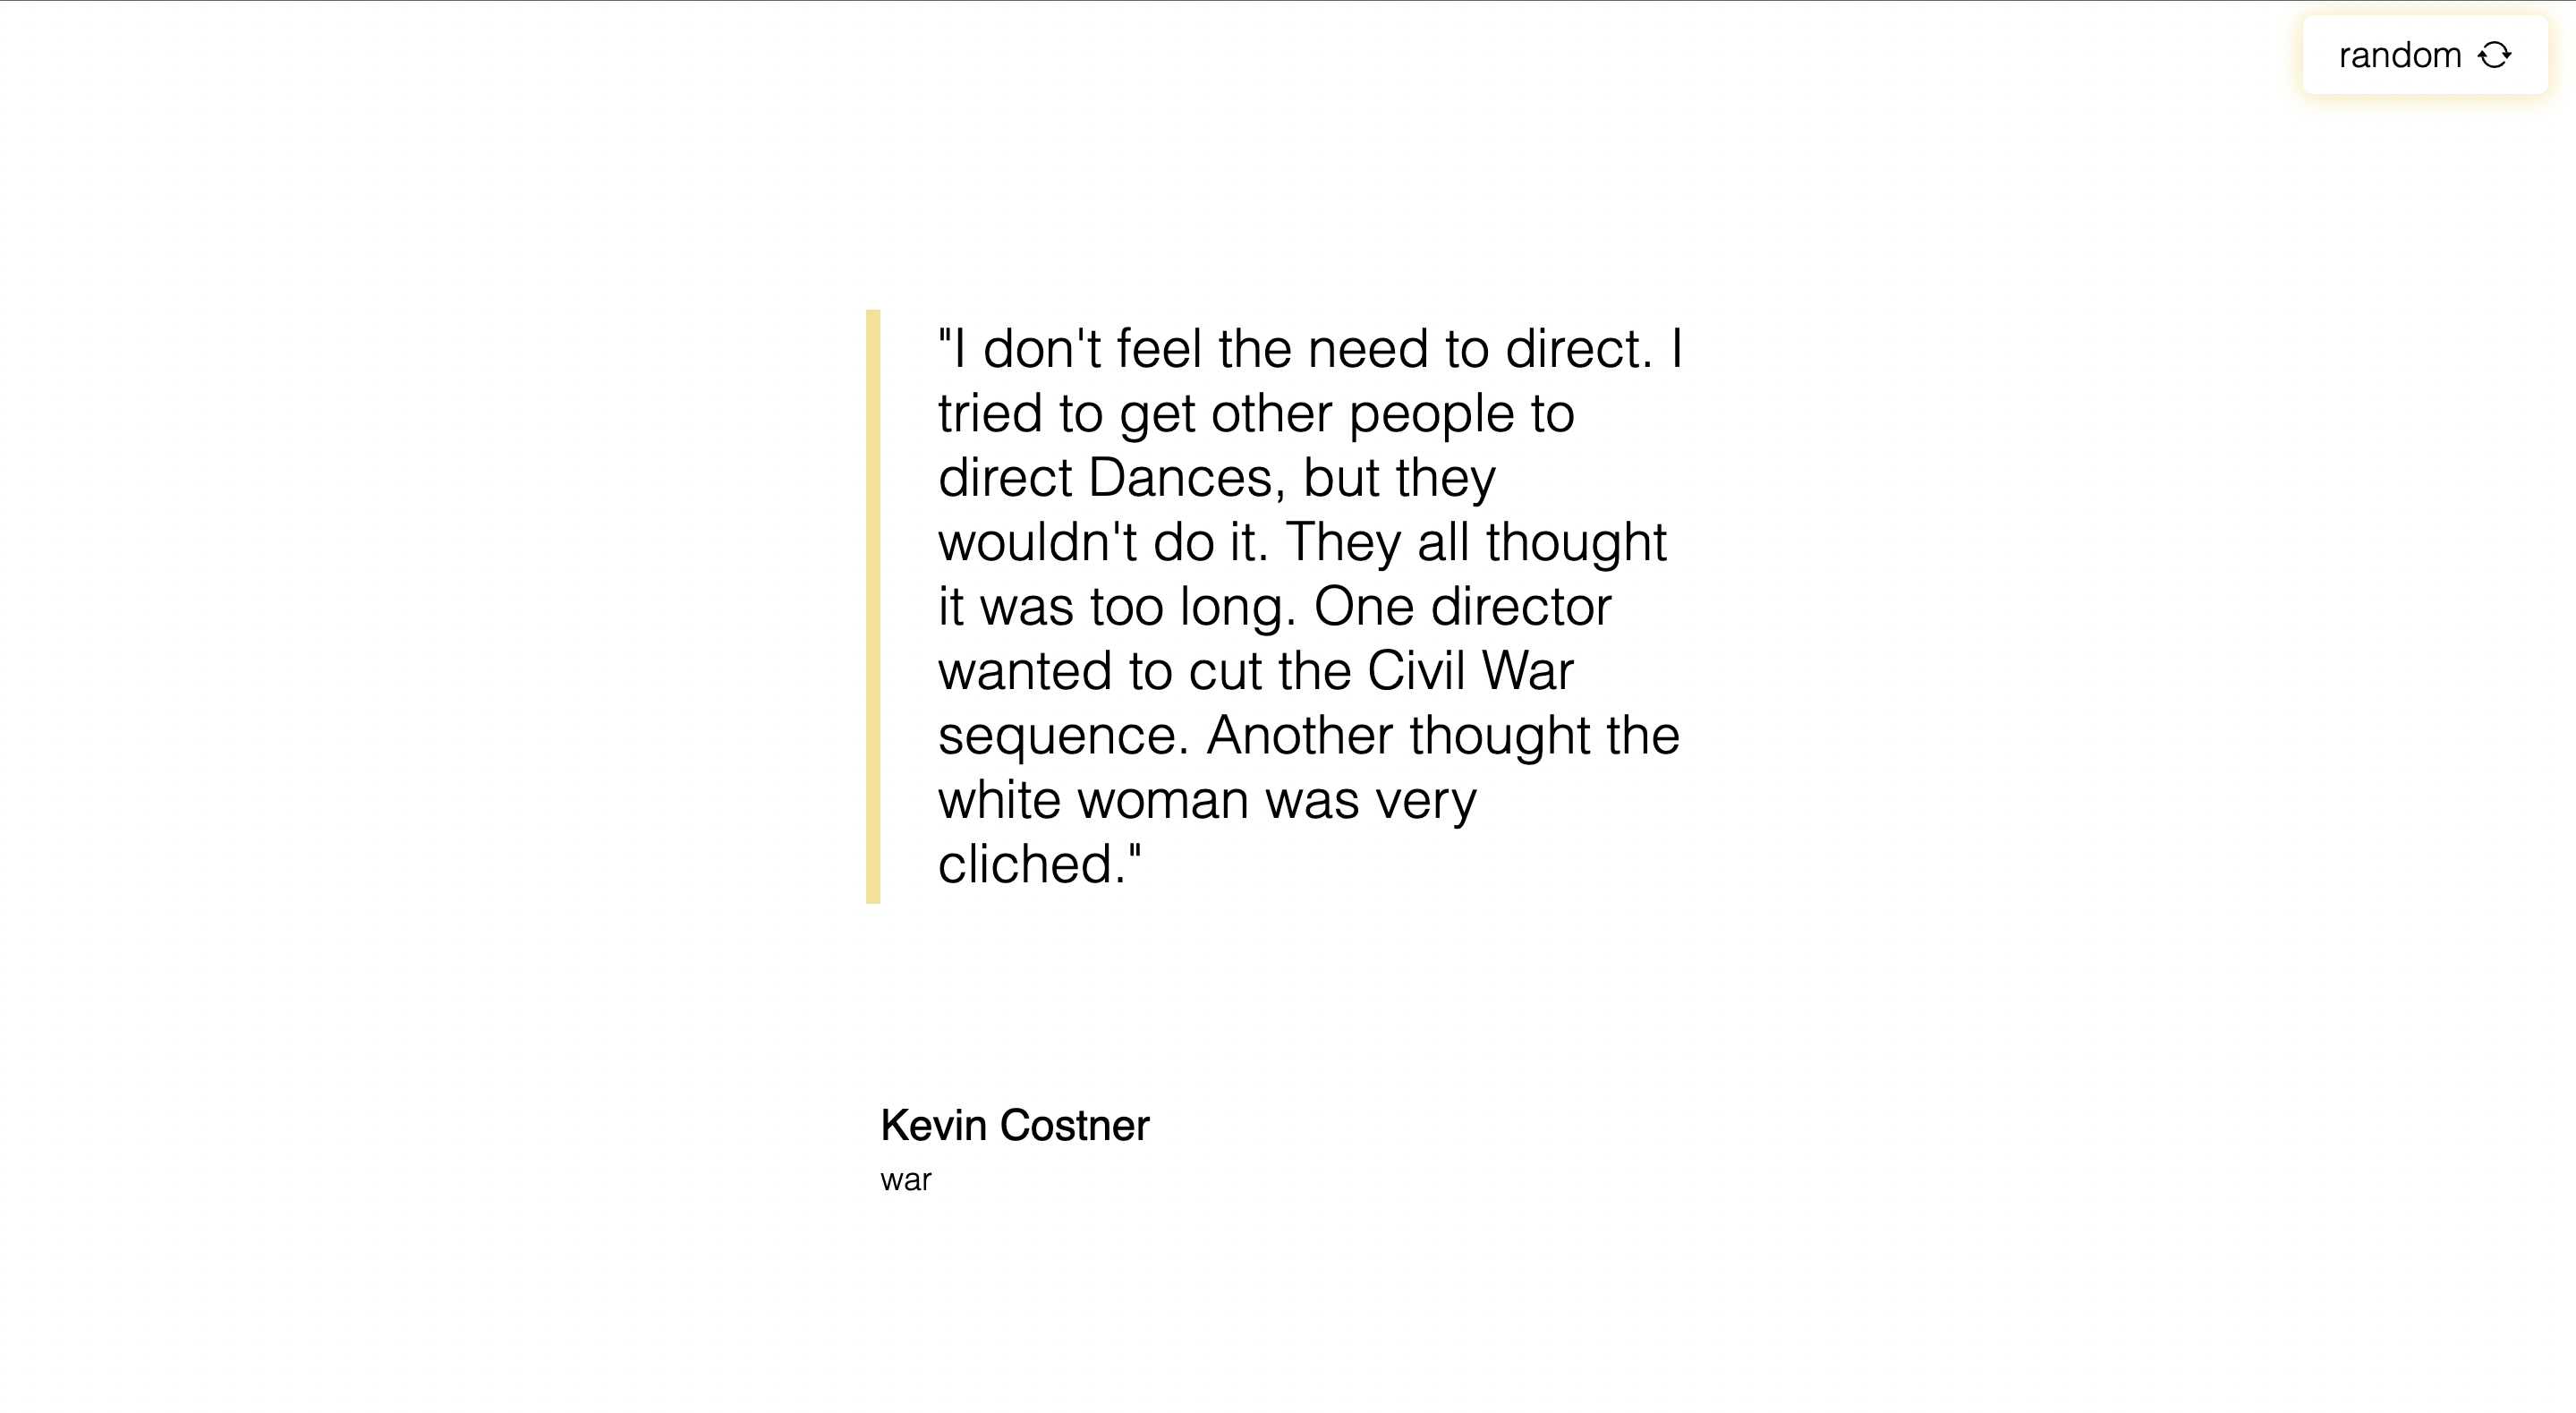 random
"I don't feel the need to direct. I
tried to get other people to
direct Dances, but they
wouldn't do it. They all thought
it was too long. One director
wanted to cut the Civil War
sequence. Another thought the
white woman was very
cliched."
Kevin Costner
war